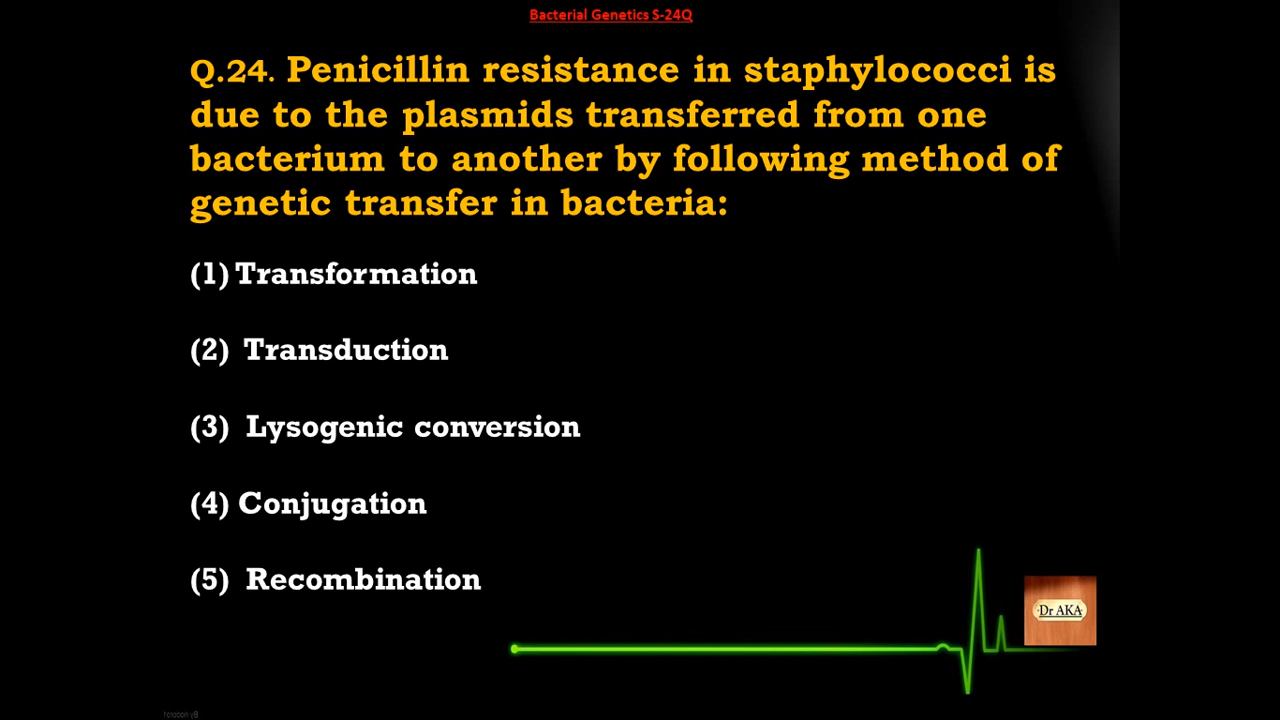 Bacterial Genetics S-24Q
Q.24. Penicillin resistance in staphylococci is
due to the plasmids transferred from one
bacterium to another by following method of
genetic transfer in bacteria:
(1) Transformation
(2) Transduction
(3) Lysogenic conversion
(4) Conjugation
(5) Recombination
Dr AKA